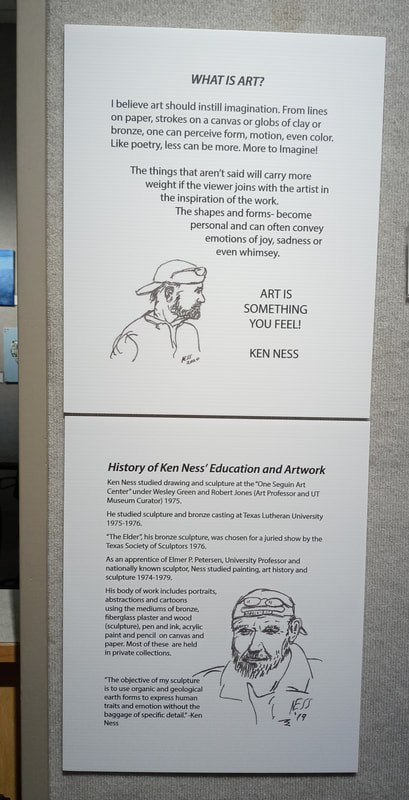 WHAT IS ART?
I believe art should instill imagination. From lines
on paper, strokes on a canvas or globs of clay or
bronze, one can perceive form, motion, even color.
Like poetry, less can be more. More to Imagine!
The things that aren't said will carry more
weight if the viewer joins with the artist in
the inspiration of the work.
The shapes and forms- become
personal and can often convey
emotions of joy, sadness or
even whimsey.
ART IS
SOMETHING
YOU FEEL!
KEN NESS
NESS
History of Ken Ness' Education and Artwork
Ken Ness studied drawing and sculpture at the "One Seguin Art
Center" under Wesley Green and Robert Jones (Art Professor and UT
Museum Curator) 1975.
He studied sculpture and bronze casting at Texas Lutheran University
1975-1976.
"The Elder", his bronze sculpture, was chosen for a juried show by the
Texas Society of Sculptors 1976.
As an apprentice of Elmer P. Petersen, University Professor and
nationally known sculptor, Ness studied painting, art history and
sculpture 1974-1979.
His body of work includes portraits,
abstractions and cartoons
using the mediums of bronze,
fiberglass plaster and wood
(sculpture), pen and ink, acrylic
paint and pencil on canvas and
paper. Most of these are held
in private collections.
"The objective of my sculpture
is to use organic and geological
earth forms to express human
traits and emotion without the
baggage of specific detail."-Ken
Ness
NESS
'19